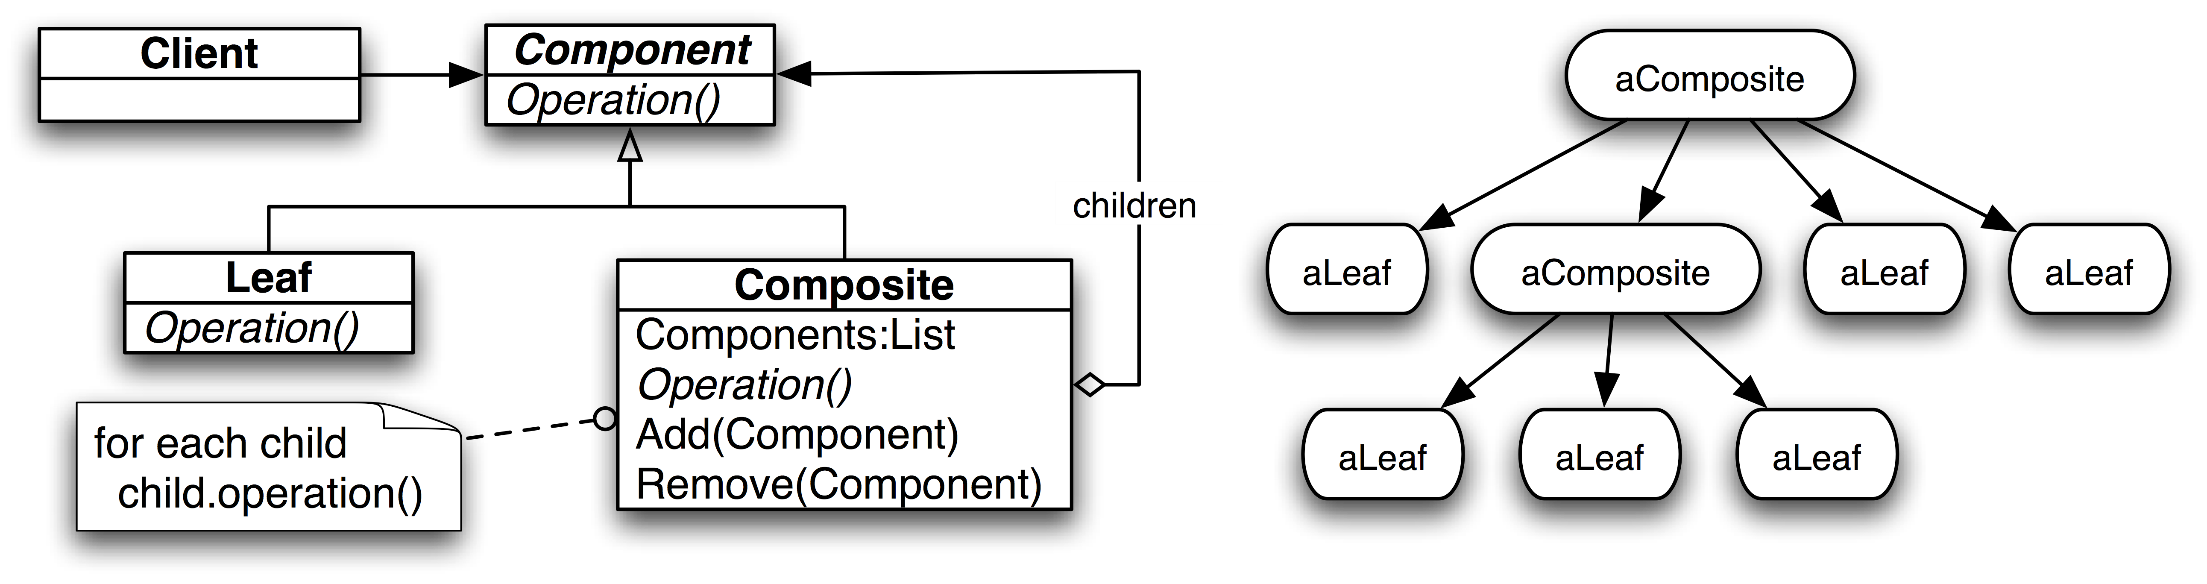 Client
Component
Operation()
children
Leaf
Operation()
Composite
Components:List
Operation()
Add(Component)
Remove(Component)
for each child
child.operation()
aComposite
aLeaf
aComposite
aLeaf
aLeaf
aLeaf
aLeaf
aLeaf